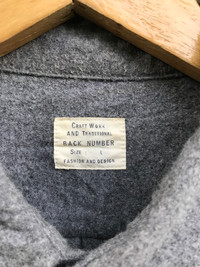 Craft Work
and Traditional
RACK NUMBER
Size L
FASHION AND DESIGN